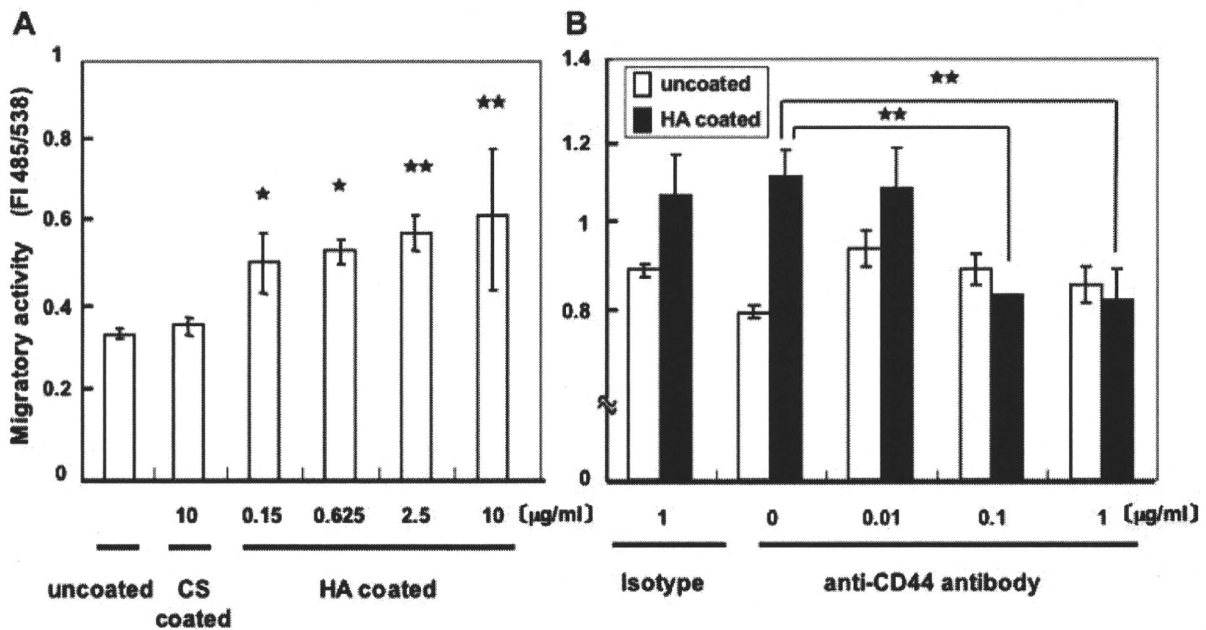 A
Migratory activity (FI 485/538)
1
0.8
0.6
0.4
0.2
0
★
★
★★
★★
10 0.15 0.625 2.5 10 [μg/ml]
uncoated CS coated HA coated
B
1.4
1.2
1
0.8
0
uncoated
HA coated
★★
★★
1 0 0.01 0.1 1 [μg/ml]
Isotype anti-CD44 antibody